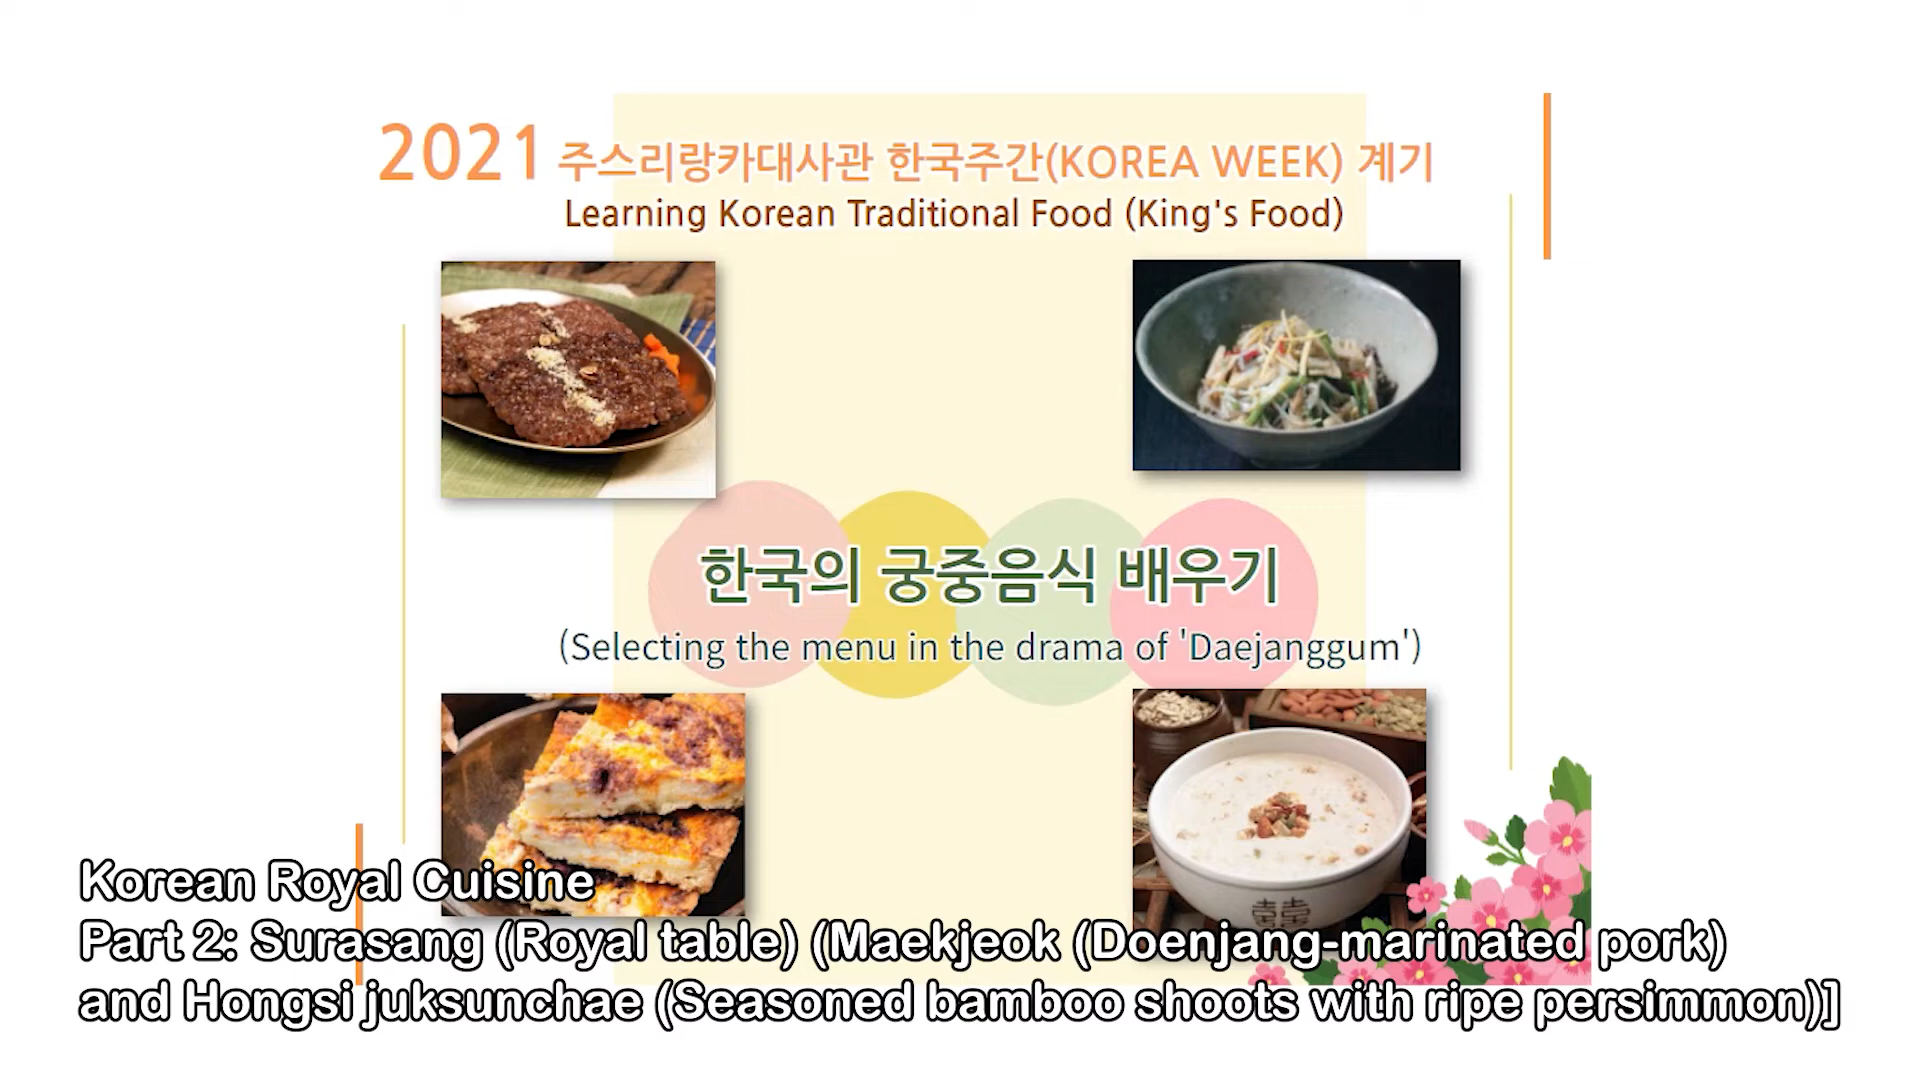 2021 주스리랑카대사관 한국주간(KOREA WEEK) 계기
Learning Korean Traditional Food (King's Food)
한국의 궁중음식 배우기
(Selecting the menu in the drama of 'Daejanggum')
囍
Korean Royal Cuisine
Part 2: Surasang (Royal table) (Maekjeok (Doenjang-marinated pork)
and Hongsi juksunchae (Seasoned bamboo shoots with ripe persimmon)]